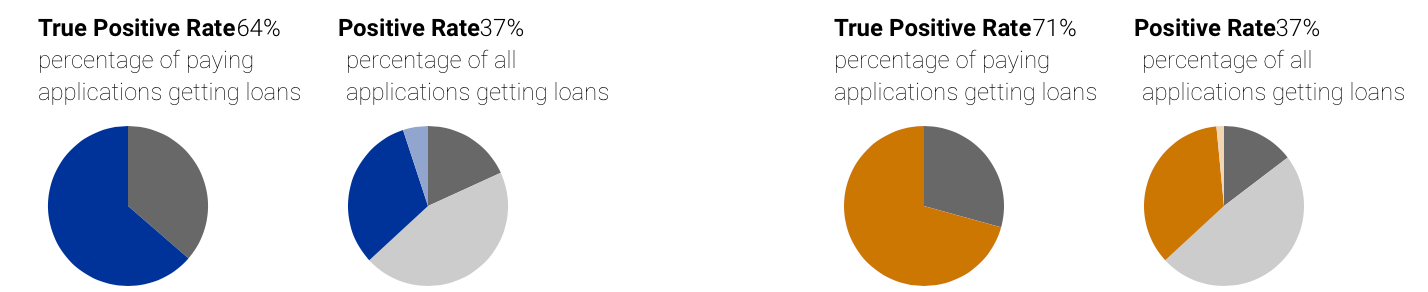 True Positive Rate64%
percentage of paying
applications getting loans
Positive Rate37%
percentage of all
applications getting loans
True Positive Rate71%
percentage of paying
applications getting loans
Positive Rate37%
percentage of all
applications getting loans